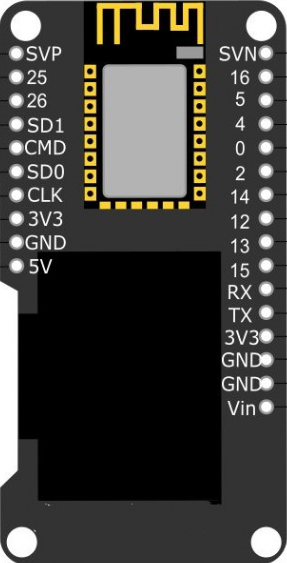 SVP
25
26
SD1
CMD
SD0
CLK
3V3
GND
5V
SVN
16
5
4
0
2
14
12
13
15
RX
TX
3V3
GND
GND
Vin